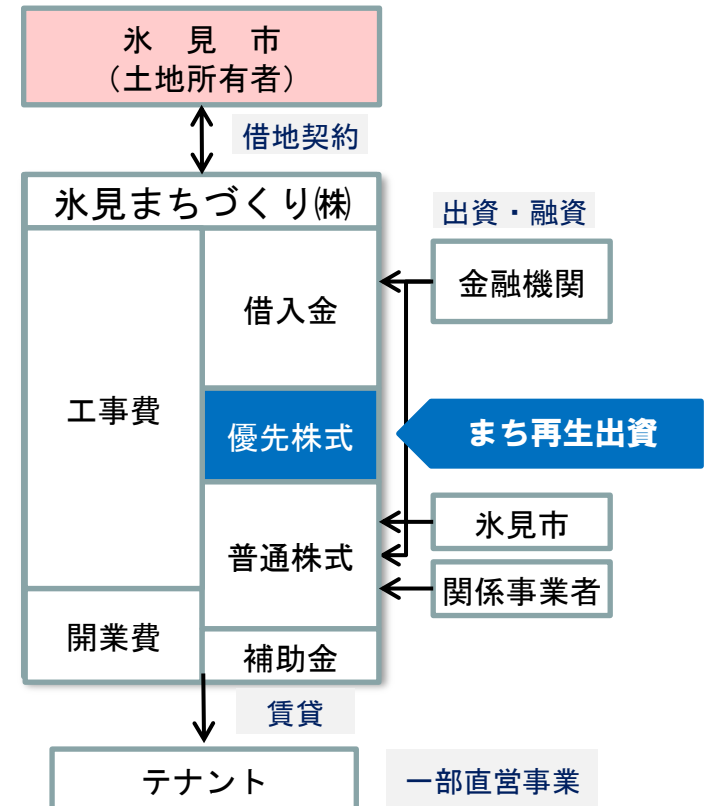 氷 見 市
（土地所有者）
借地契約
氷見まちづくり㈱
出資・融資
金融機関
借入金
工事費
優先株式
まち再生出資
氷見市
普通株式
関係事業者
開業費
補助金
賃貸
テナント
一部直営事業